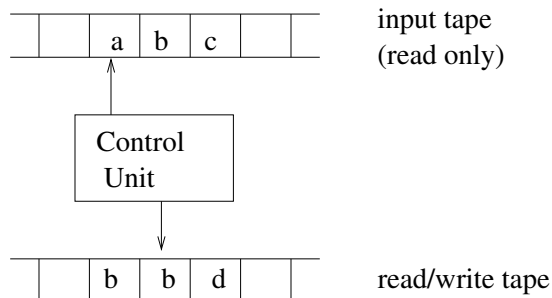 input tape
a b c
(read only)
Control
Unit
b b d
read/write tape